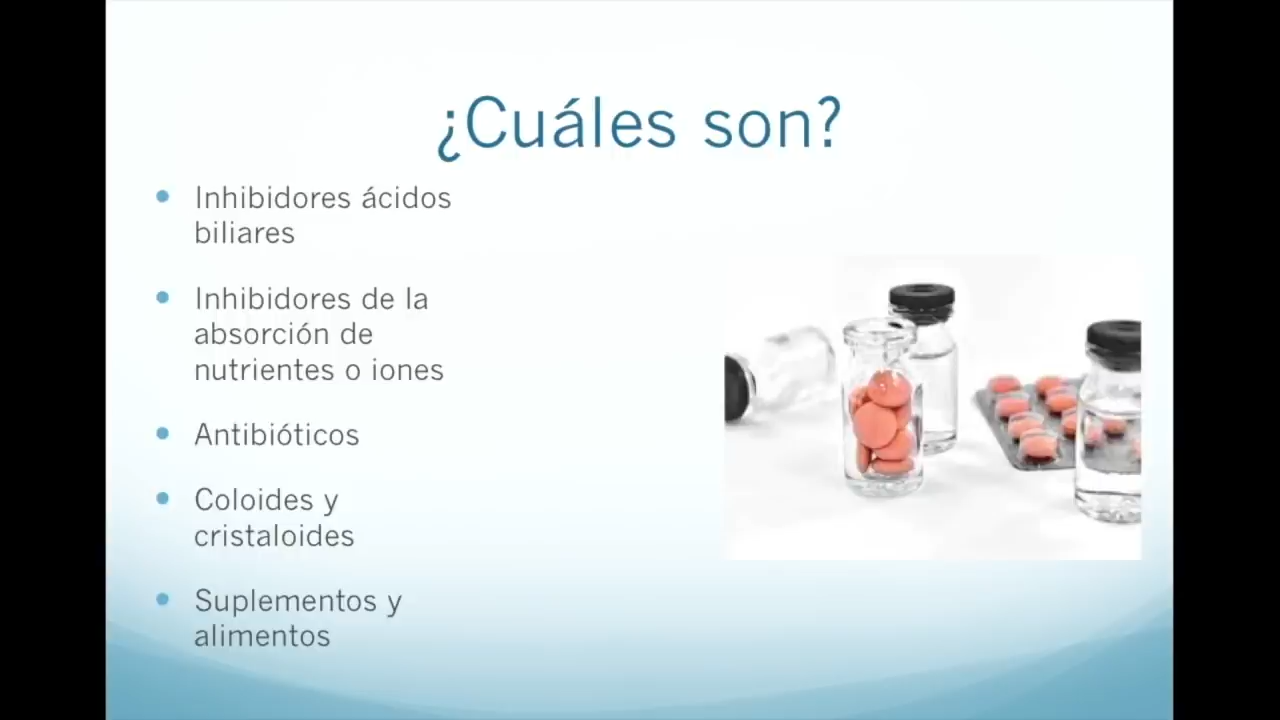 ¿Cuáles son?
Inhibidores ácidos
biliares
Inhibidores de la
absorción de
nutrientes o iones
Antibióticos
Coloides y
cristaloides
Suplementos y
alimentos